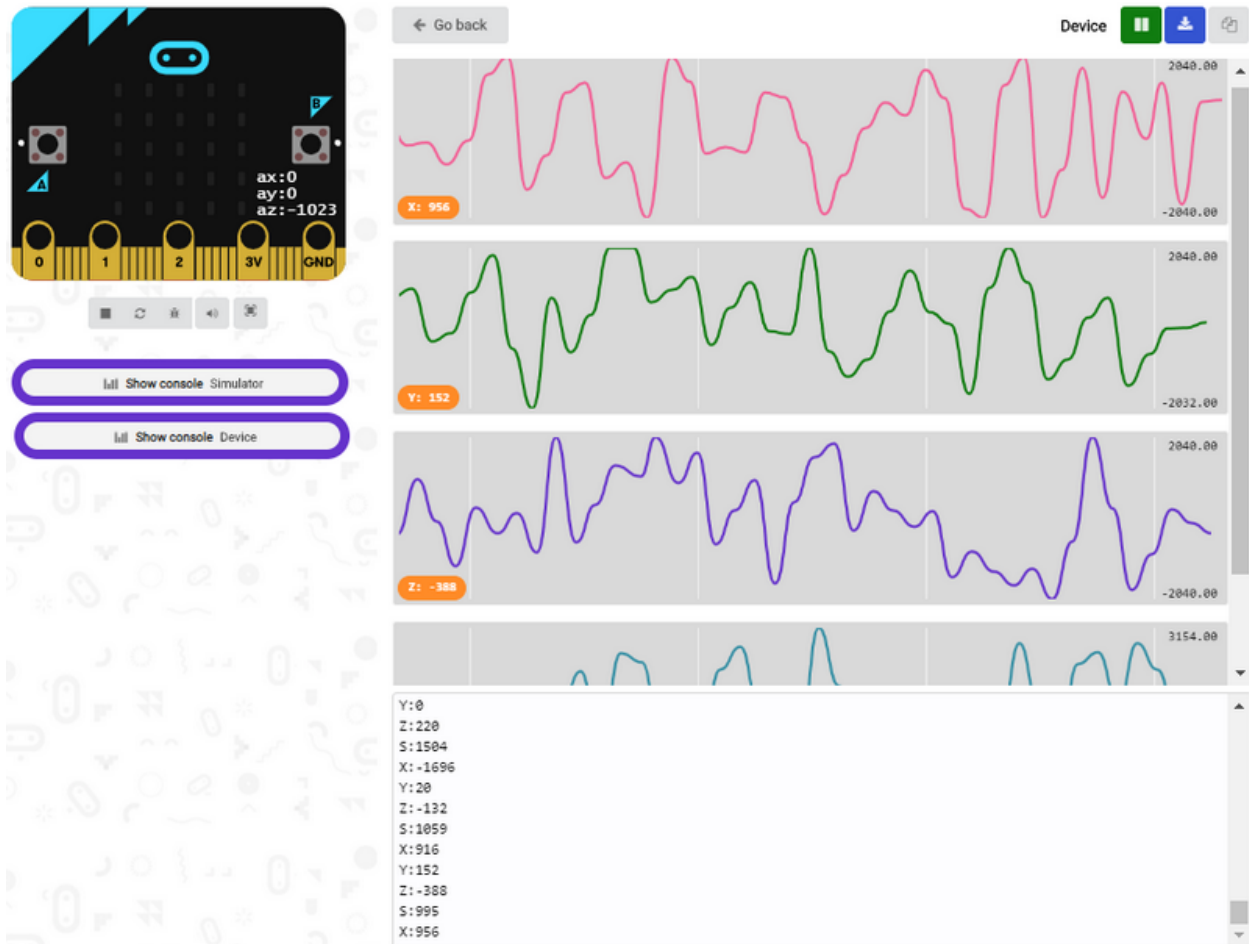 B
A
ax:0
ay:0
az:-1023
0 1 2 3V GND
Show console Simulator
Show console Device
Go back
Device
2040.00
X: 956
-2040.00
2040.00
Y: 152
-2032.00
2040.00
Z: -388
-2040.00
3154.00
Y:0
Z:220
S:1504
X:-1696
Y:20
Z:-132
S:1059
X:916
Y:152
Z:-388
S:995
X:956